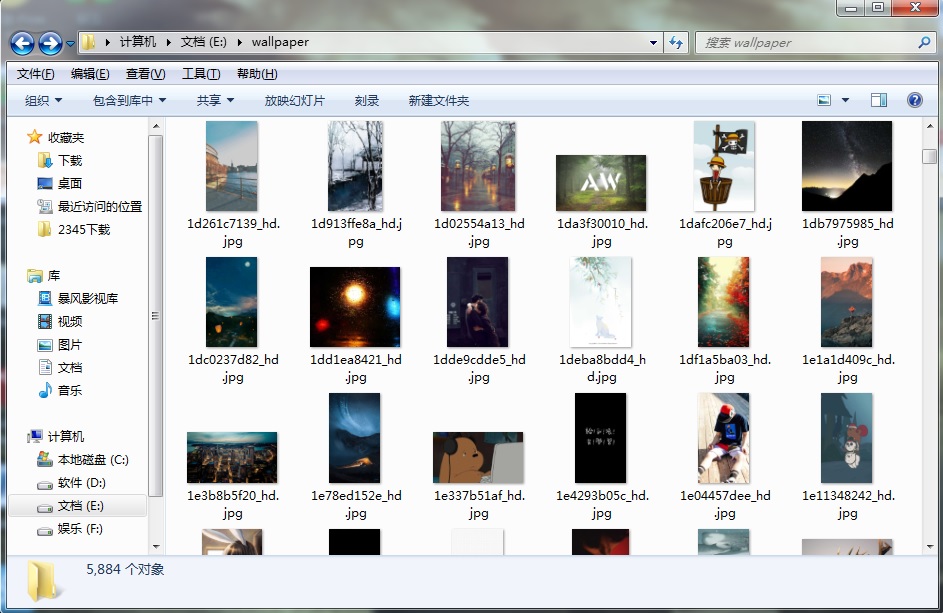 计算机 文档 (E:) wallpaper
搜索 wallpaper
文件(F) 编辑(E) 查看(V) 工具(T) 帮助(H)
组织 包含到库中 共享 放映幻灯片 刻录 新建文件夹
收藏夹
下载
桌面
最近访问的位置
2345下载
库
暴风影视库
视频
图片
文档
音乐
计算机
本地磁盘 (C:)
软件 (D:)
文档 (E:)
娱乐 (F:)
1d261c7139_hd.
jpg
1d913ffe8a_hd.j
pg
1d02554a13_hd
.jpg
AW
1da3f30010_hd.
jpg
1dafc206e7_hd.j
pg
1db7975985_hd
.jpg
1dc0237d82_hd
.jpg
1dd1ea8421_hd
.jpg
1dde9cdde5_hd
.jpg
1deba8bdd4_h
d.jpg
1df1a5ba03_hd.
jpg
1e1a1d409c_hd.
jpg
1e3b8b5f20_hd.
jpg
1e78ed152e_hd
.jpg
1e337b51af_hd.
jpg
1e4293b05c_hd.
jpg
1e04457dee_hd
.jpg
1e11348242_hd.
jpg
5,884 个对象